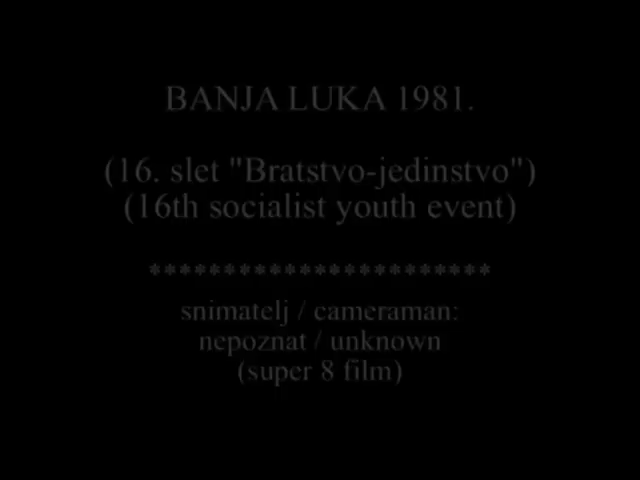 BANJA LUKA 1981.
(16. slet "Bratstvo-jedinstvo")
(16th socialist youth event)
***********************
snimatelj / cameraman:
nepoznat / unknown
(super 8 film)